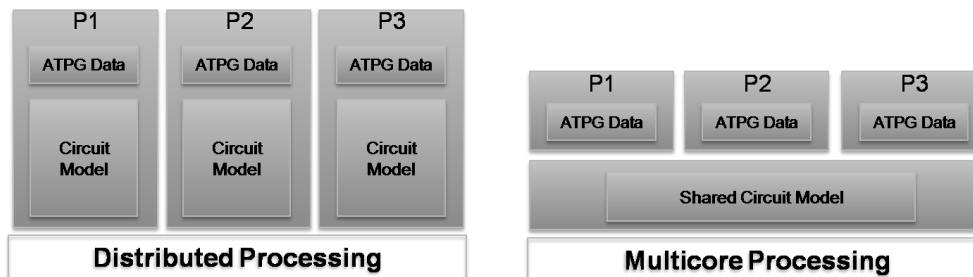 P1 P2 P3
ATPG Data ATPG Data ATPG Data
Circuit Circuit Circuit
Model Model Model
Distributed Processing
P1 P2 P3
ATPG Data ATPG Data ATPG Data
Shared Circuit Model
Multicore Processing